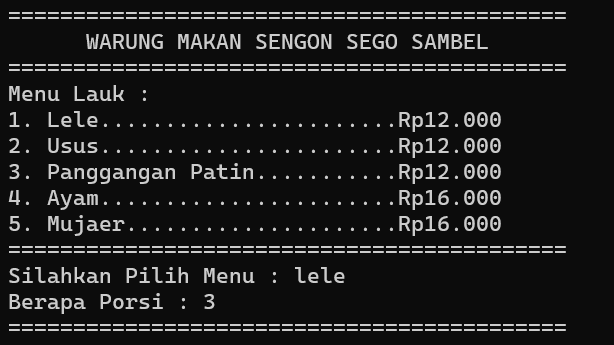 ===========================================
WARUNG MAKAN SENGON SEGO SAMBEL
===========================================
Menu Lauk :
1. Lele.......................Rp12.000
2. Usus.......................Rp12.000
3. Panggangan Patin...........Rp12.000
4. Ayam.......................Rp16.000
5. Mujaer.....................Rp16.000
===========================================
Silahkan Pilih Menu : lele
Berapa Porsi : 3
===========================================